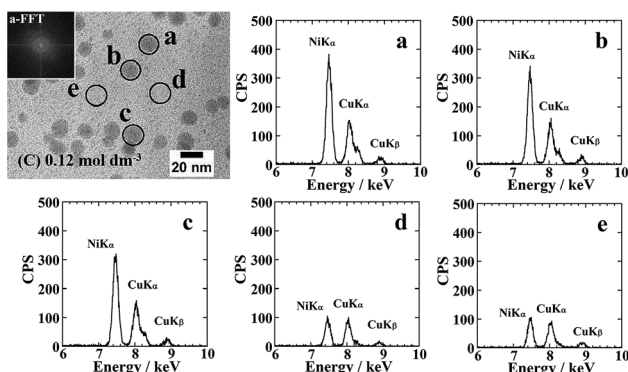 a-FFT
a
b
e
d
c
(C) 0.12 mol dm-3
20 nm
500
400
300
200
100
0
CPS
NiKα
CuKα
CuKβ
a
6 7 8 9 10
Energy / keV
500
400
300
200
100
0
CPS
NiKα
CuKα
CuKβ
b
6 7 8 9 10
Energy / keV
500
400
300
200
100
0
CPS
NiKα
CuKα
CuKβ
c
6 7 8 9 10
Energy / keV
500
400
300
200
100
0
CPS
NiKα
CuKα
CuKβ
d
6 7 8 9 10
Energy / keV
500
400
300
200
100
0
CPS
NiKα
CuKα
CuKβ
e
6 7 8 9 10
Energy / keV